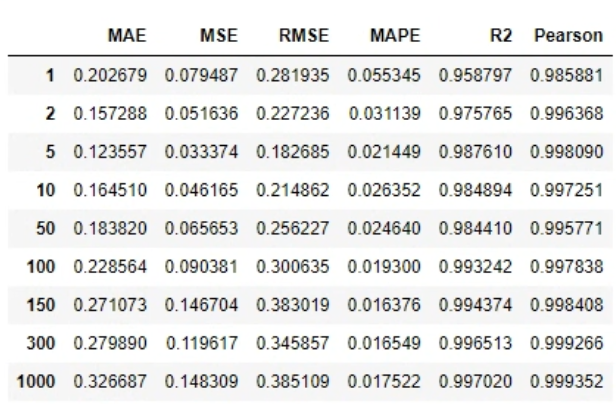 MAE MSE RMSE MAPE R2 Pearson
1 0.202679 0.079487 0.281935 0.055345 0.958797 0.985881
2 0.157288 0.051636 0.227236 0.031139 0.975765 0.996368
5 0.123557 0.033374 0.182685 0.021449 0.987610 0.998090
10 0.164510 0.046165 0.214862 0.026352 0.984894 0.997251
50 0.183820 0.065653 0.256227 0.024640 0.984410 0.995771
100 0.228564 0.090381 0.300635 0.019300 0.993242 0.997838
150 0.271073 0.146704 0.383019 0.016376 0.994374 0.998408
300 0.279890 0.119617 0.345857 0.016549 0.996513 0.999266
1000 0.326687 0.148309 0.385109 0.017522 0.997020 0.999352